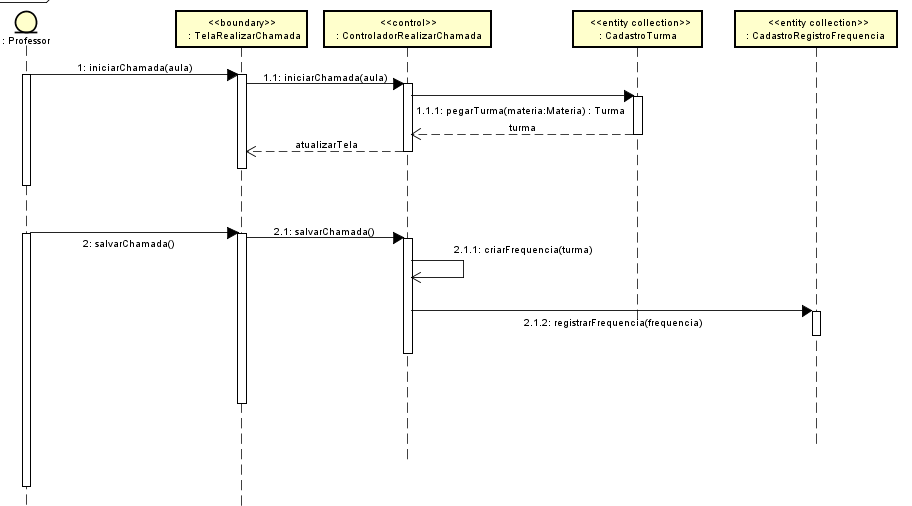 : Professor
<<boundary>>
: TelaRealizarChamada
<<control>>
: ControladorRealizarChamada
<<entity collection>>
: CadastroTurma
<<entity collection>>
: CadastroRegistroFrequencia
1: iniciarChamada(aula)
1.1: iniciarChamada(aula)
1.1.1: pegarTurma(materia:Materia) : Turma
turma
atualizarTela
2: salvarChamada()
2.1: salvarChamada()
2.1.1: criarFrequencia(turma)
2.1.2: registrarFrequencia(frequencia)